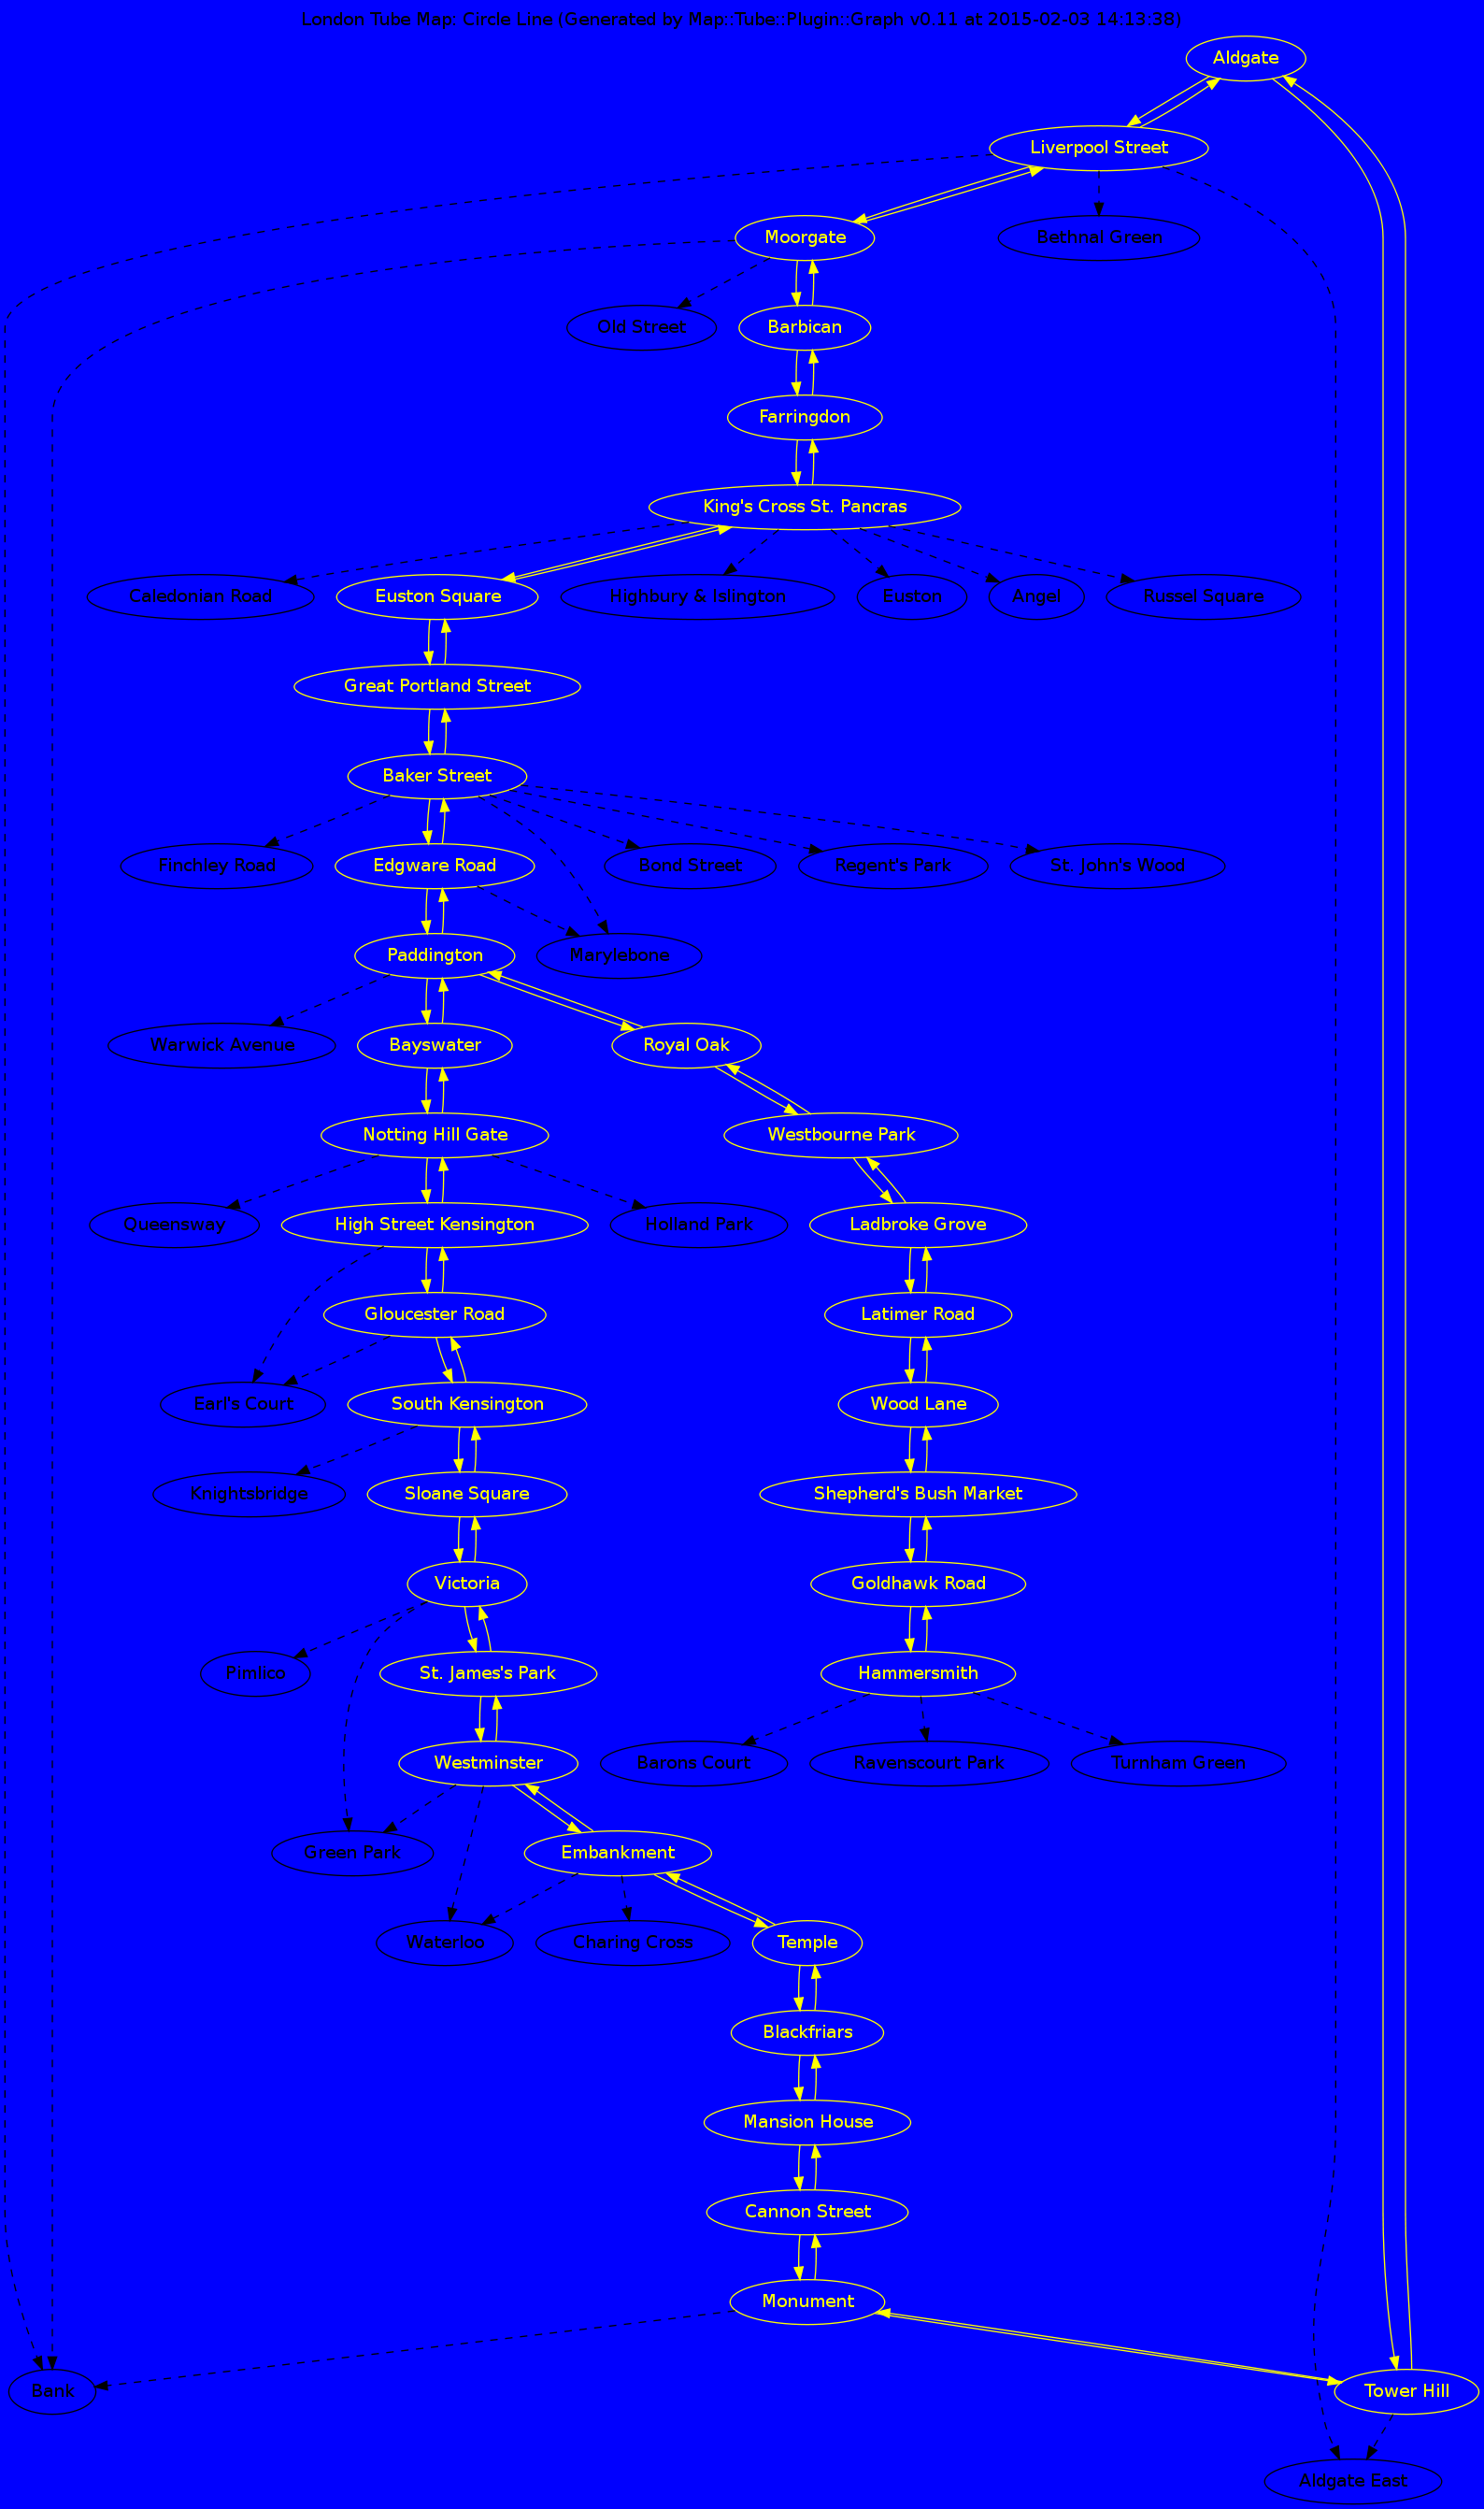 London Tube Map: Circle Line (Generated by Map::Tube::Plugin::Graph v0.11 at 2015-02-03 14:13:38)
Aldgate
Liverpool Street
Moorgate
Bethnal Green
Old Street
Barbican
Farringdon
King's Cross St. Pancras
Caledonian Road
Euston Square
Highbury & Islington
Euston
Angel
Russel Square
Great Portland Street
Baker Street
Finchley Road
Edgware Road
Bond Street
Regent's Park
St. John's Wood
Paddington
Marylebone
Warwick Avenue
Bayswater
Royal Oak
Notting Hill Gate
Westbourne Park
Queensway
High Street Kensington
Holland Park
Ladbroke Grove
Gloucester Road
Latimer Road
Earl's Court
South Kensington
Wood Lane
Knightsbridge
Sloane Square
Shepherd's Bush Market
Victoria
Goldhawk Road
Pimlico
St. James's Park
Hammersmith
Westminster
Barons Court
Ravenscourt Park
Turnham Green
Green Park
Embankment
Waterloo
Charing Cross
Temple
Blackfriars
Mansion House
Cannon Street
Monument
Bank
Tower Hill
Aldgate East